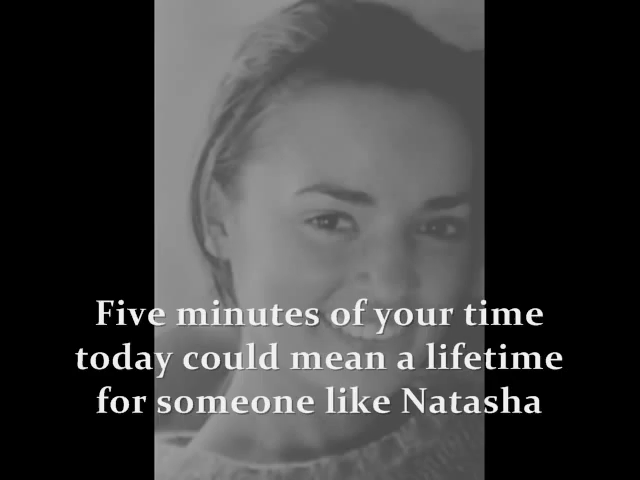 Five minutes of your time
today could mean a lifetime
for someone like Natasha